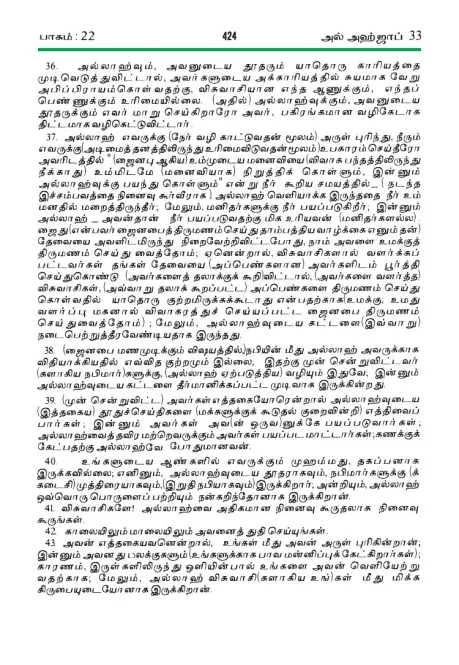 பாகம் : 22 424 அல் அஹ்ஜாப் 33
36. அல்லாஹ்வும், அவனுடைய தூதரும் யாதொரு காரியத்தை
முடிவெடுத்துவிட்டால், அவர்களுடைய அக்காரியத்தில் சுயமாக வேறு
அபிப்பிராயம்கொள்வதற்கு, விசுவாசியான எந்த ஆணுக்கும், எந்தப்
பெண்ணுக்கும் உரிமையில்லை. (அதில்) அல்லாஹ்வுக்கும், அவனுடைய
தூதருக்கும் எவர் மாறு செய்கிறாரோ அவர், பகிரங்கமான வழிகேடாக
திட்டமாகவழிகெட்டுவிட்டார்.
37. அல்லாஹ் எவருக்கு (நேர் வழி காட்டுவதன் மூலம்) அருள் புரிந்து, நீரும்
எவருக்கு(அடிமைத்தனத்திலிருந்து உரிமைவிடுவதன்மூலம்)உபகாரம்செய்தீரோ
அவரிடத்தில் "(ஜைனபு ஆகிய)உம்முடைய மனைவியை(விவாக பந்தத்திலிருந்து
நீக்காது) உம்மிடமே (மனைவியாக) நிறுத்திக் கொள்ளும், இன்னும்
அல்லாஹ்வுக்கு பயந்து கொள்ளும்" என்று நீர் கூறிய சமயத்தில்_( நடந்த
இச்சம்பவத்தை நினைவு கூர்வீராக) அல்லாஹ் வெளியாக்க இருந்ததை நீர் உம்
மனதில் மறைத்திருந்தீர்; மேலும், மனிதர்களுக்கு நீர் பயப்படுகிறீர்; இன்னும்
அல்லாஹ் _ அவன்தான் நீர் பயப்படுவதற்கு மிக உரியவன் (மனிதர்களல்ல).
ஜைது(என்பவர் ஜைனபைத்திருமணம்செய்து தாம்பத்தியவாழ்க்கை எனும் தன்)
தேவையை அவளிடமிருந்து நிறைவேற்றிவிட்டபோது, நாம் அவளை உமக்குத்
திருமணம் செய்து வைத்தோம்; ஏனென்றால், விசுவாசிகளால் வளர்க்கப்
பட்டவர்கள் தங்கள் தேவையை (அப்பெண்களான) அவர்களிடம் பூர்த்தி
செய்துகொண்டு (அவர்களைத் தலாக்குக் கூறி)விட்டால், (அவர்களை வளர்த்த)
விசுவாசிகள், (அவ்வாறு தலாக் கூறப்பட்ட) அப்பெண்களை திருமணம் செய்து
கொள்வதில் யாதொரு குற்றமிருக்கக்கூடாது என்பதற்காக(உமக்கு, உமது
வளர்ப்பு மகனால் விவாகரத்துச் செய்யப்பட்ட ஜைனபை திருமணம்
செய்துவைத்தோம்) ; மேலும், அல்லாஹ்வுடைய கட்டளை (இவ்வாறு)
நடைபெற்றுத்தீரவேண்டியதாக இருந்தது.
38. (ஜைனபை மணமுடிக்கும் விஷயத்தில்)நபியின் மீது அல்லாஹ் அவருக்காக
விதியாக்கியதில் எவ்வித குற்றமும் இல்லை, இதற்கு முன் சென்றுவிட்டவர்
(களாகிய நபிமார்)களுக்கு, (அல்லாஹ் ஏற்படுத்திய) வழியும் இதுவே; இன்னும்
அல்லாஹ்வுடைய கட்டளை தீர்மானிக்கப்பட்ட முடிவாக இருக்கின்றது.
39. (முன் சென்றுவிட்ட) அவர்கள் எத்தகையோரென்றால் அல்லாஹ்வுடைய
(இத்தகைய) தூதுச்செய்திகளை (மக்களுக்குக் கூடுதல் குறைவின்றி) எத்திவைப்
பார்கள்; இன்னும் அவர்கள் அவ(ன் ஒருவ)னுக்கே பயப்படுவார்கள்;
அல்லாஹ்வைத்தவிர மற்றெவருக்கும் அவர்கள் பயப்படமாட்டார்கள்;கணக்குக்
கேட்பதற்கு அல்லாஹ்வே போதுமானவன்.
40. உங்களுடைய ஆண்களில் எவருக்கும் முஹம்மது, தகப்பனாக
இருக்கவில்லை; எனினும், அல்லாஹ்வுடைய தூதராகவும், நபிமார்களுக்கு (க்
கடைசி)முத்திரையாகவும்,(இறுதி நபியாகவும்)இருக்கிறார்; அன்றியும், அல்லாஹ்
ஒவ்வொரு பொருளைப் பற்றியும் நன்கறிந்தோனாக இருக்கிறான்.
41. விசுவாசிகளே! அல்லாஹ்வை அதிகமான நினைவு கூருதலாக நினைவு
கூருங்கள்.
42. காலையிலும் மாலையிலும் அவனைத் துதி செய்யுங்கள்.
43. அவன் எத்தகையவனென்றால், உங்கள் மீது அவன் அருள் புரிகின்றான்;
இன்னும் அவனது மலக்குகளும் (உங்களுக்காக பாவ மன்னிப்புக்கேட்கிறார்கள்);
காரணம், இருள்களிலிருந்து ஒளியின்பால் உங்களை அவன் வெளியேற்று
வதற்காக; மேலும், அல்லாஹ் விசுவாசி(களாகிய உங்)கள் மீது மிக்க
கிருபையுடையோனாக இருக்கிறான்.